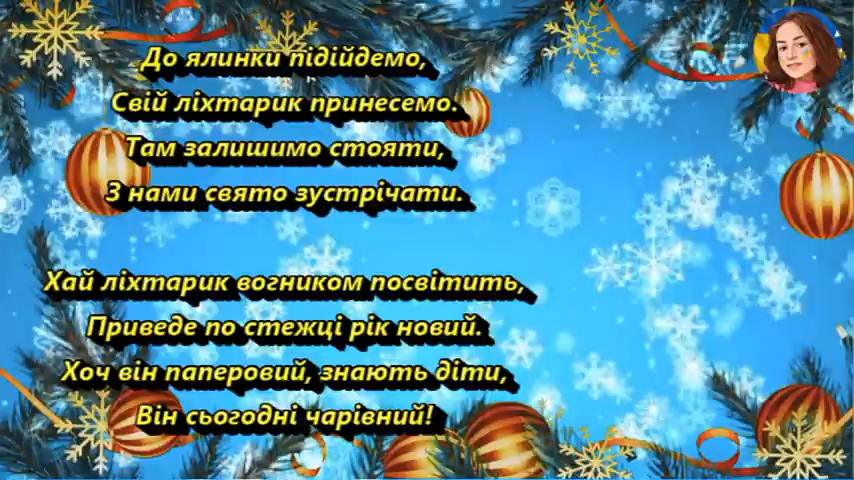 До ялинки підійдемо,
Свій ліхтарик принесемо.
Там залишимо стояти,
З нами свято зустрічати.
Хай ліхтарик вогником посвітить,
Приведе по стежці рік новий.
Хоч він паперовий, знають діти,
Він сьогодні чарівний!